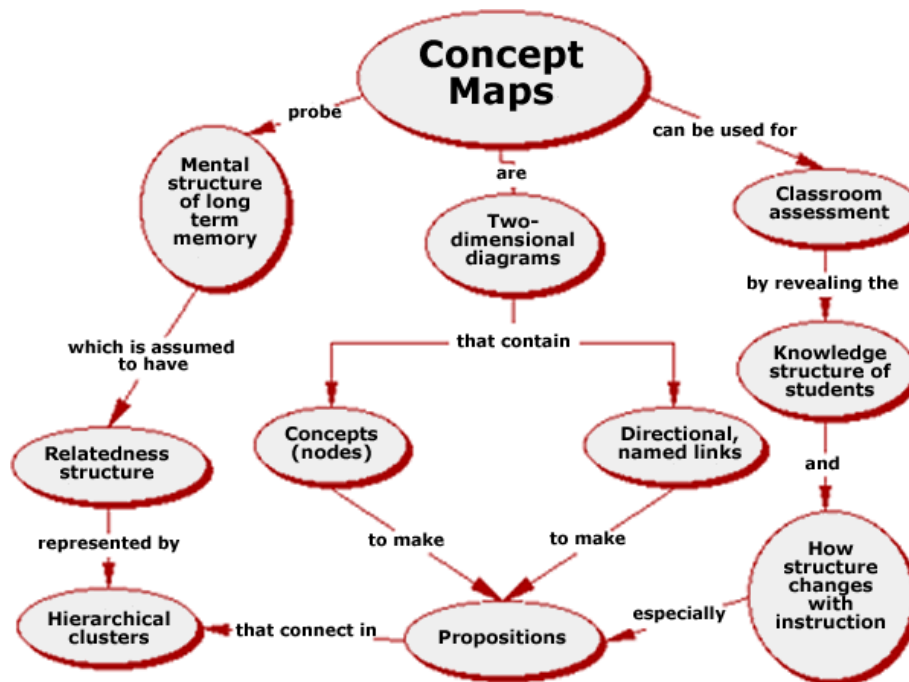 Concept
Maps
probe
can be used for
are
Mental
structure
of long
term
memory
Two-
dimensional
diagrams
Classroom
assessment
by revealing the
which is assumed
to have
that contain
Knowledge
structure of
students
Relatedness
structure
Concepts
(nodes)
Directional,
named links
and
represented by
to make
to make
How
structure
changes
with
instruction
Hierarchical
clusters
that connect in
Propositions
especially